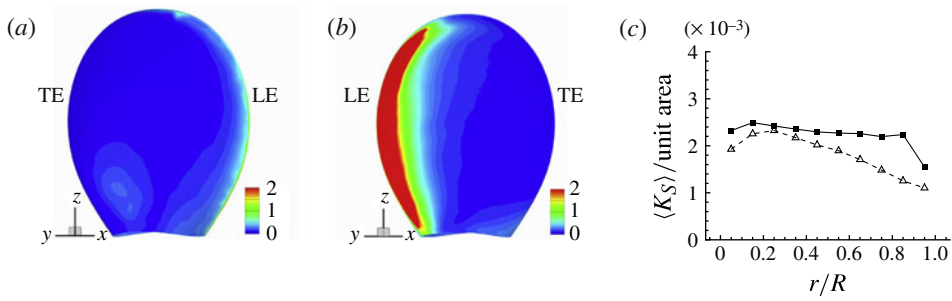 (a)
TE
LE
z
y
x
2
1
0
(b)
LE
TE
z
y
x
2
1
0
(c)
(× 10⁻³)
⟨K_S⟩/unit area
4
3
2
1
0
0 0.2 0.4 0.6 0.8 1.0
r/R